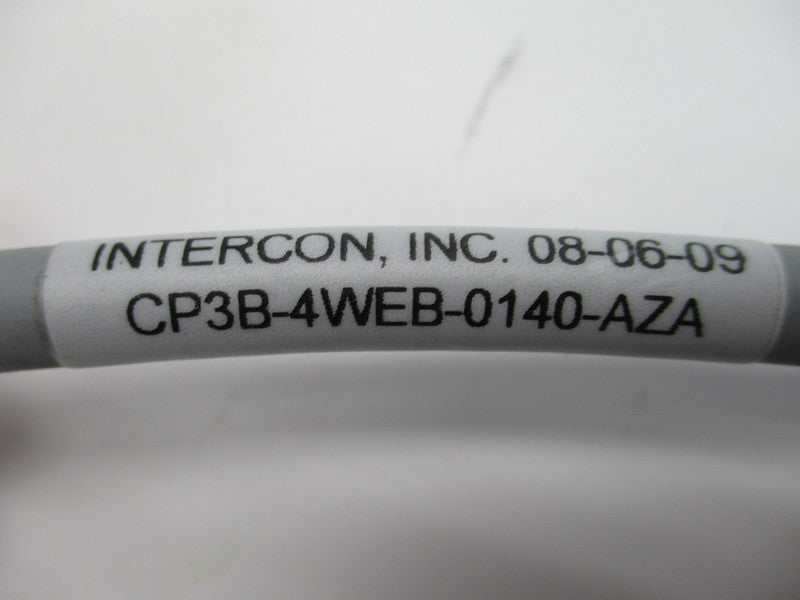 INTERCON, INC. 08-06-09
CP3B-4WEB-0140-AZA